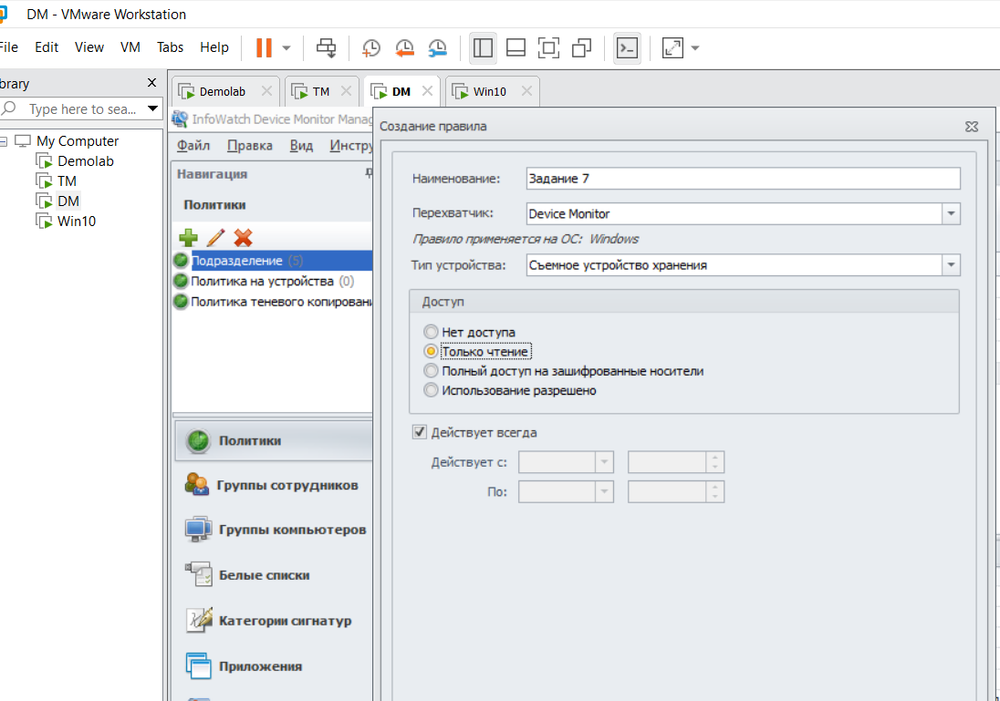 DM - VMware Workstation
File Edit View VM Tabs Help
brary
Type here to sea...
My Computer
Demolab
TM
DM
Win10
Demolab TM DM Win10
InfoWatch Device Monitor Manag
Файл Правка Вид Инстру
Навигация
Политики
Подразделение (5)
Политика на устройства (0)
Политика теневого копировани
Политики
Группы сотрудников
Группы компьютеров
Белые списки
Категории сигнатур
Приложения
Создание правила
Наименование: Задание 7
Перехватчик: Device Monitor
Правило применяется на ОС: Windows
Тип устройства: Съемное устройство хранения
Доступ
Нет доступа
Только чтение
Полный доступ на зашифрованные носители
Использование разрешено
Действует всегда
Действует с:
По: